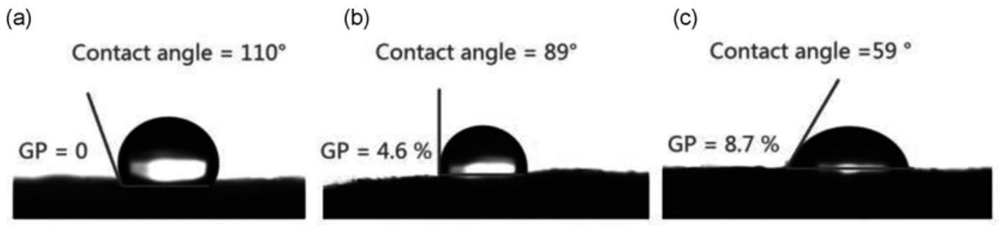 (a)
Contact angle = 110°
GP = 0
(b)
Contact angle = 89°
GP = 4.6 %
(c)
Contact angle =59 °
GP = 8.7 %